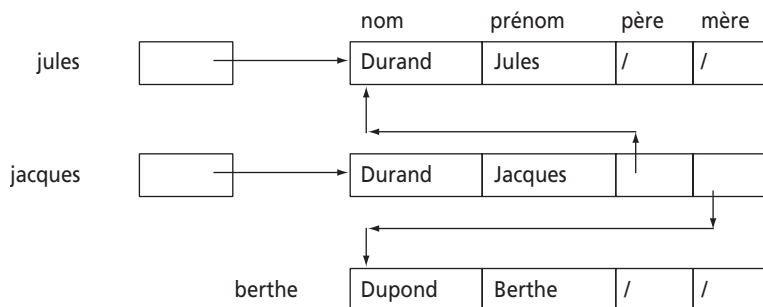 nom prénom père mère
jules Durand Jules / /
jacques Durand Jacques
berthe Dupond Berthe / /